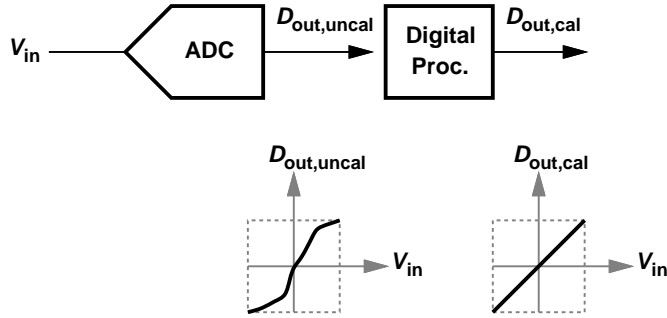 V_in
ADC
D_out,uncal
Digital
Proc.
D_out,cal
D_out,uncal
V_in
D_out,cal
V_in